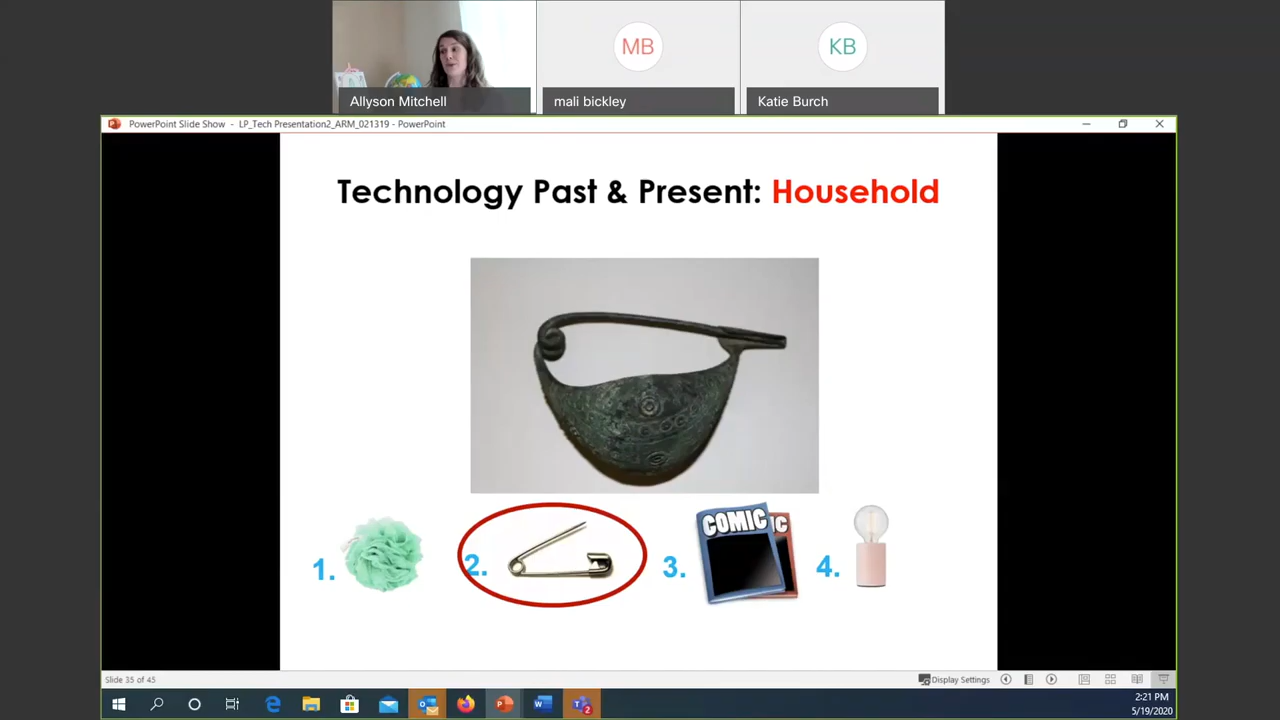 MB
KB
Allyson Mitchell
mali bickley
Katie Burch
PowerPoint Slide Show - LP_Tech Presentation2_ARM_021319 - PowerPoint
Technology Past & Present: Household
1.
2.
3.
4.
COMIC
IC
Slide 35 of 45
Display Settings
2:21 PM
5/19/2020